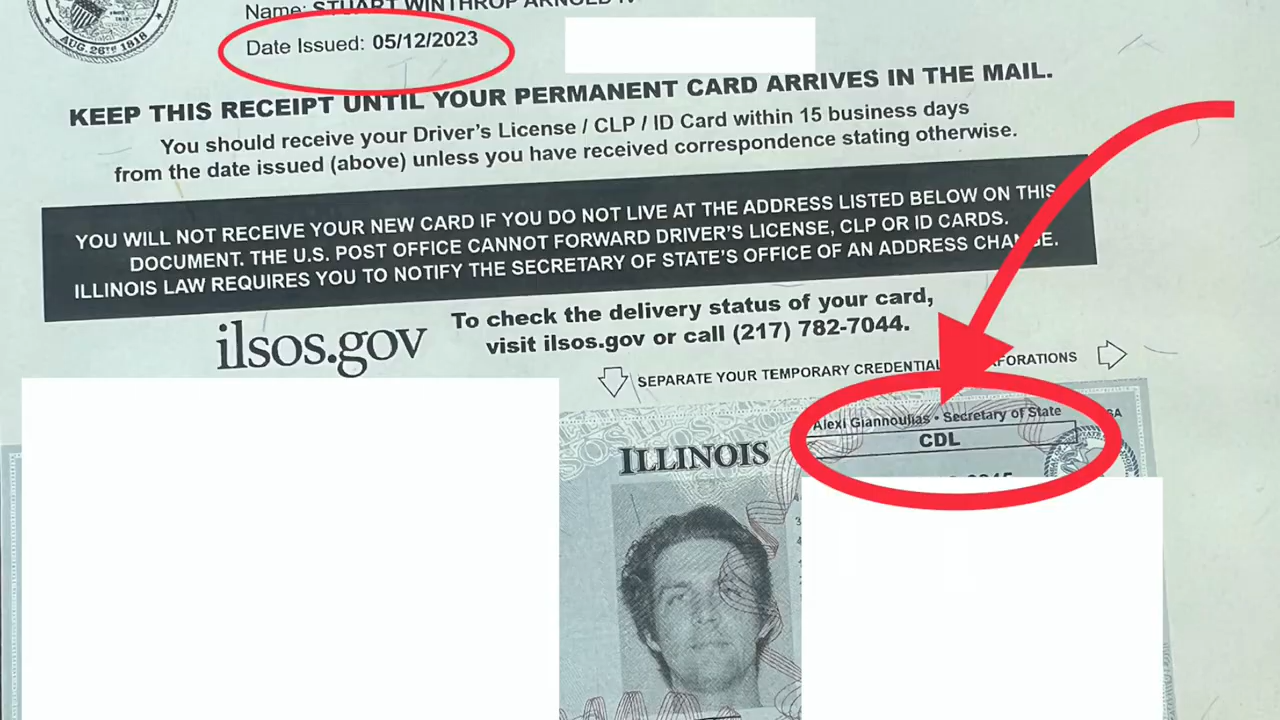 AUG. 26TH 1818
Name: STUART WINTHROP ARNOLD
Date Issued: 05/12/2023
KEEP THIS RECEIPT UNTIL YOUR PERMANENT CARD ARRIVES IN THE MAIL.
You should receive your Driver's License / CLP / ID Card within 15 business days
from the date issued (above) unless you have received correspondence stating otherwise.
YOU WILL NOT RECEIVE YOUR NEW CARD IF YOU DO NOT LIVE AT THE ADDRESS LISTED BELOW ON THIS
DOCUMENT. THE U.S. POST OFFICE CANNOT FORWARD DRIVER'S LICENSE, CLP OR ID CARDS.
ILLINOIS LAW REQUIRES YOU TO NOTIFY THE SECRETARY OF STATE'S OFFICE OF AN ADDRESS CHANGE.
ilsos.gov
To check the delivery status of your card,
visit ilsos.gov or call (217) 782-7044.
SEPARATE YOUR TEMPORARY CREDENTIAL
Alexi Giannoulias • Secretary of State
CDL
ILLINOIS